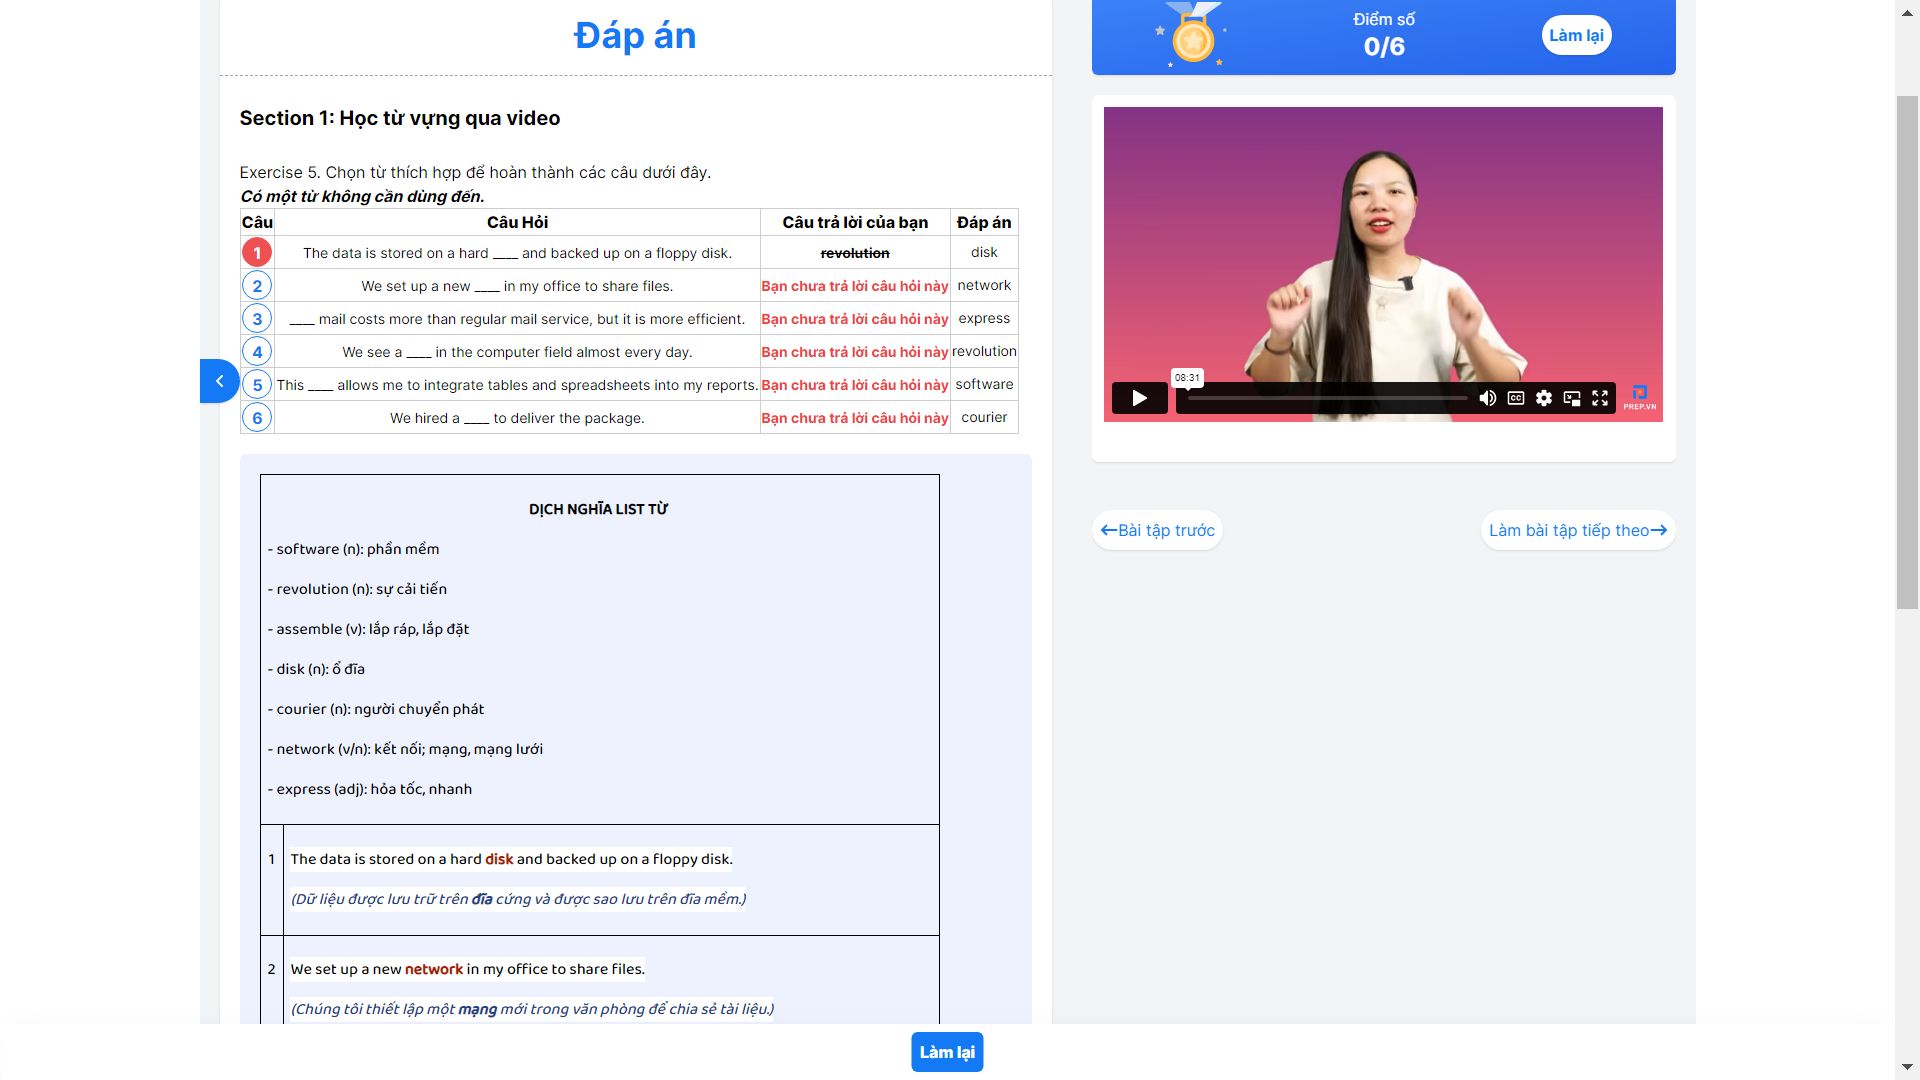 Đáp án
Điểm số
0/6
Làm lại
Section 1: Học từ vựng qua video
Exercise 5. Chọn từ thích hợp để hoàn thành các câu dưới đây.
Có một từ không cần dùng đến.
Câu Câu Hỏi Câu trả lời của bạn Đáp án
1 The data is stored on a hard ____ and backed up on a floppy disk. revolution disk
2 We set up a new ____ in my office to share files. Bạn chưa trả lời câu hỏi này network
3 ____ mail costs more than regular mail service, but it is more efficient. Bạn chưa trả lời câu hỏi này express
4 We see a ____ in the computer field almost every day. Bạn chưa trả lời câu hỏi này revolution
5 This ____ allows me to integrate tables and spreadsheets into my reports. Bạn chưa trả lời câu hỏi này software
6 We hired a ____ to deliver the package. Bạn chưa trả lời câu hỏi này courier
08:31
CC
PREP.VN
Bài tập trước
Làm bài tập tiếp theo
DỊCH NGHĨA LIST TỪ
- software (n): phần mềm
- revolution (n): sự cải tiến
- assemble (v): lắp ráp, lắp đặt
- disk (n): ổ đĩa
- courier (n): người chuyển phát
- network (v/n): kết nối; mạng, mạng lưới
- express (adj): hỏa tốc, nhanh
1 The data is stored on a hard disk and backed up on a floppy disk.
(Dữ liệu được lưu trữ trên đĩa cứng và được sao lưu trên đĩa mềm.)
2 We set up a new network in my office to share files.
(Chúng tôi thiết lập một mạng mới trong văn phòng để chia sẻ tài liệu.)
Làm lại